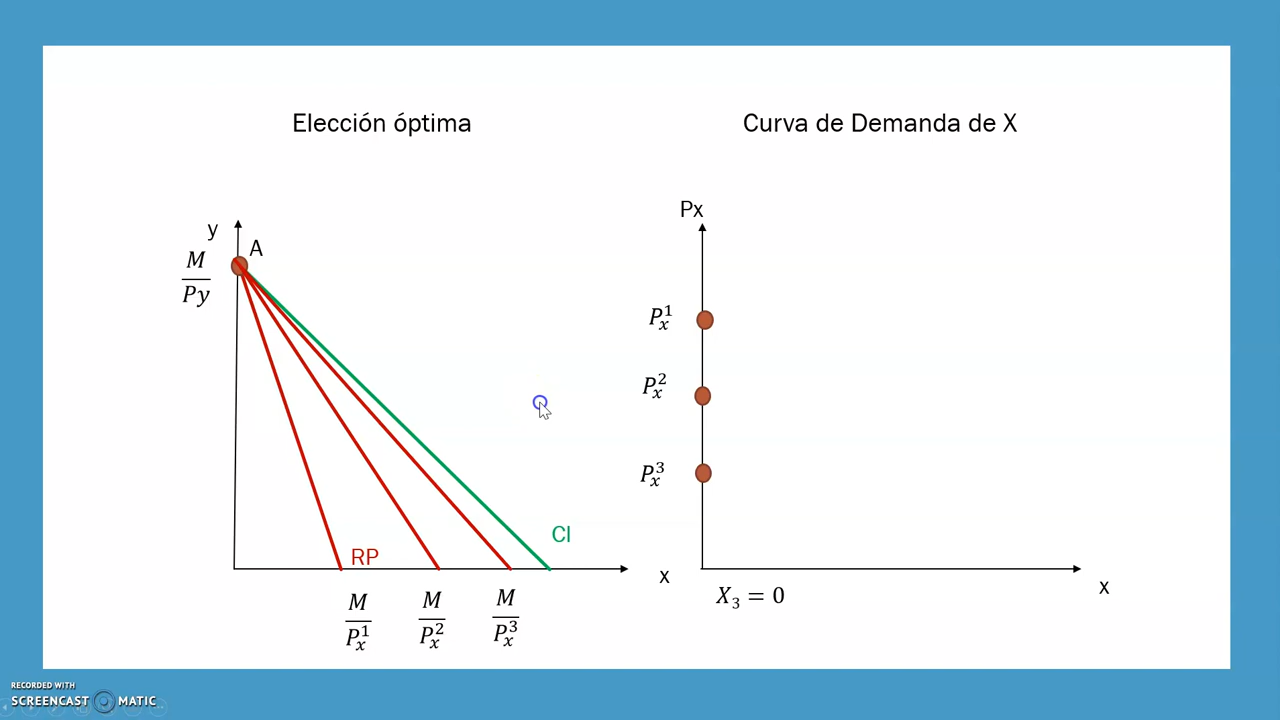 Elección óptima
Curva de Demanda de X
y
A
M
Py
CI
RP
x
M
P_x^1
M
P_x^2
M
P_x^3
Px
P_x^1
P_x^2
P_x^3
X_3 = 0
x
RECORDED WITH
SCREENCAST MATIC